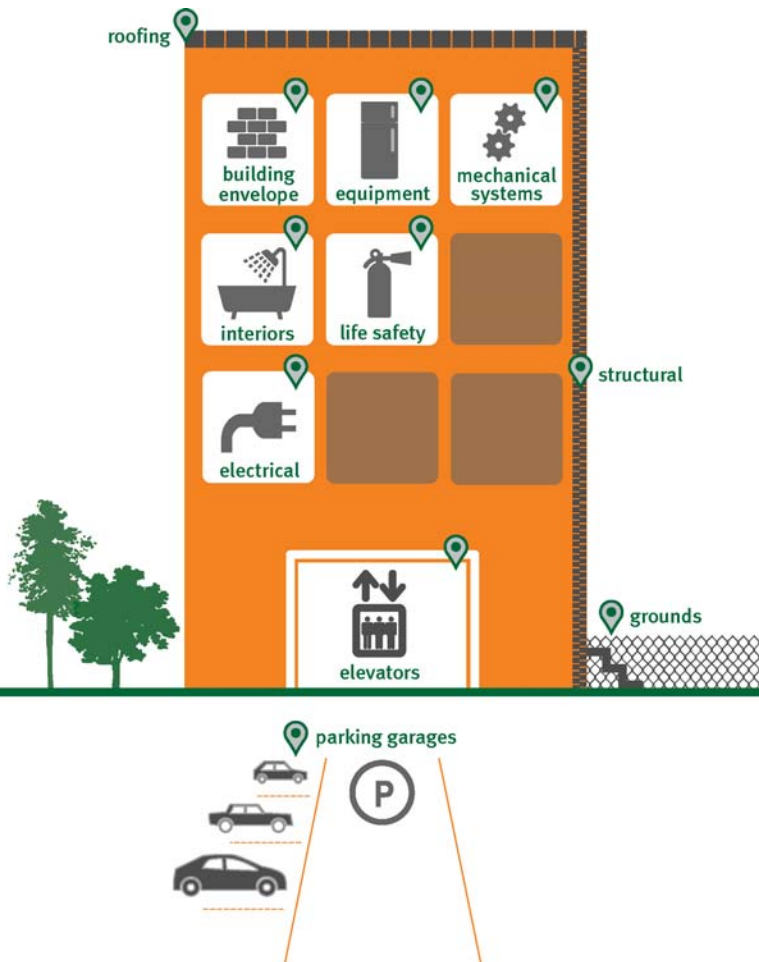 roofing
building
envelope
equipment
mechanical
systems
interiors
life safety
structural
electrical
grounds
elevators
parking garages
P